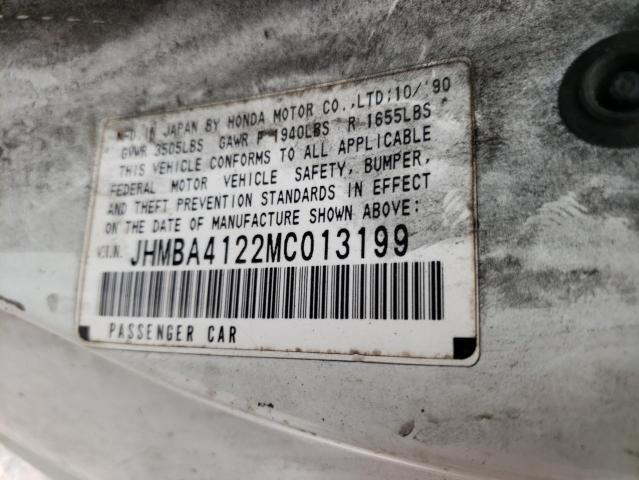 MFD IN JAPAN BY HONDA MOTOR CO.,LTD;10/'90
GVWR 3505LBS GAWR F 1940LBS R 1655LBS
THIS VEHICLE CONFORMS TO ALL APPLICABLE
FEDERAL MOTOR VEHICLE SAFETY, BUMPER,
AND THEFT PREVENTION STANDARDS IN EFFECT
ON THE DATE OF MANUFACTURE SHOWN ABOVE:
V.I.N. JHMBA4122MC013199
PASSENGER CAR